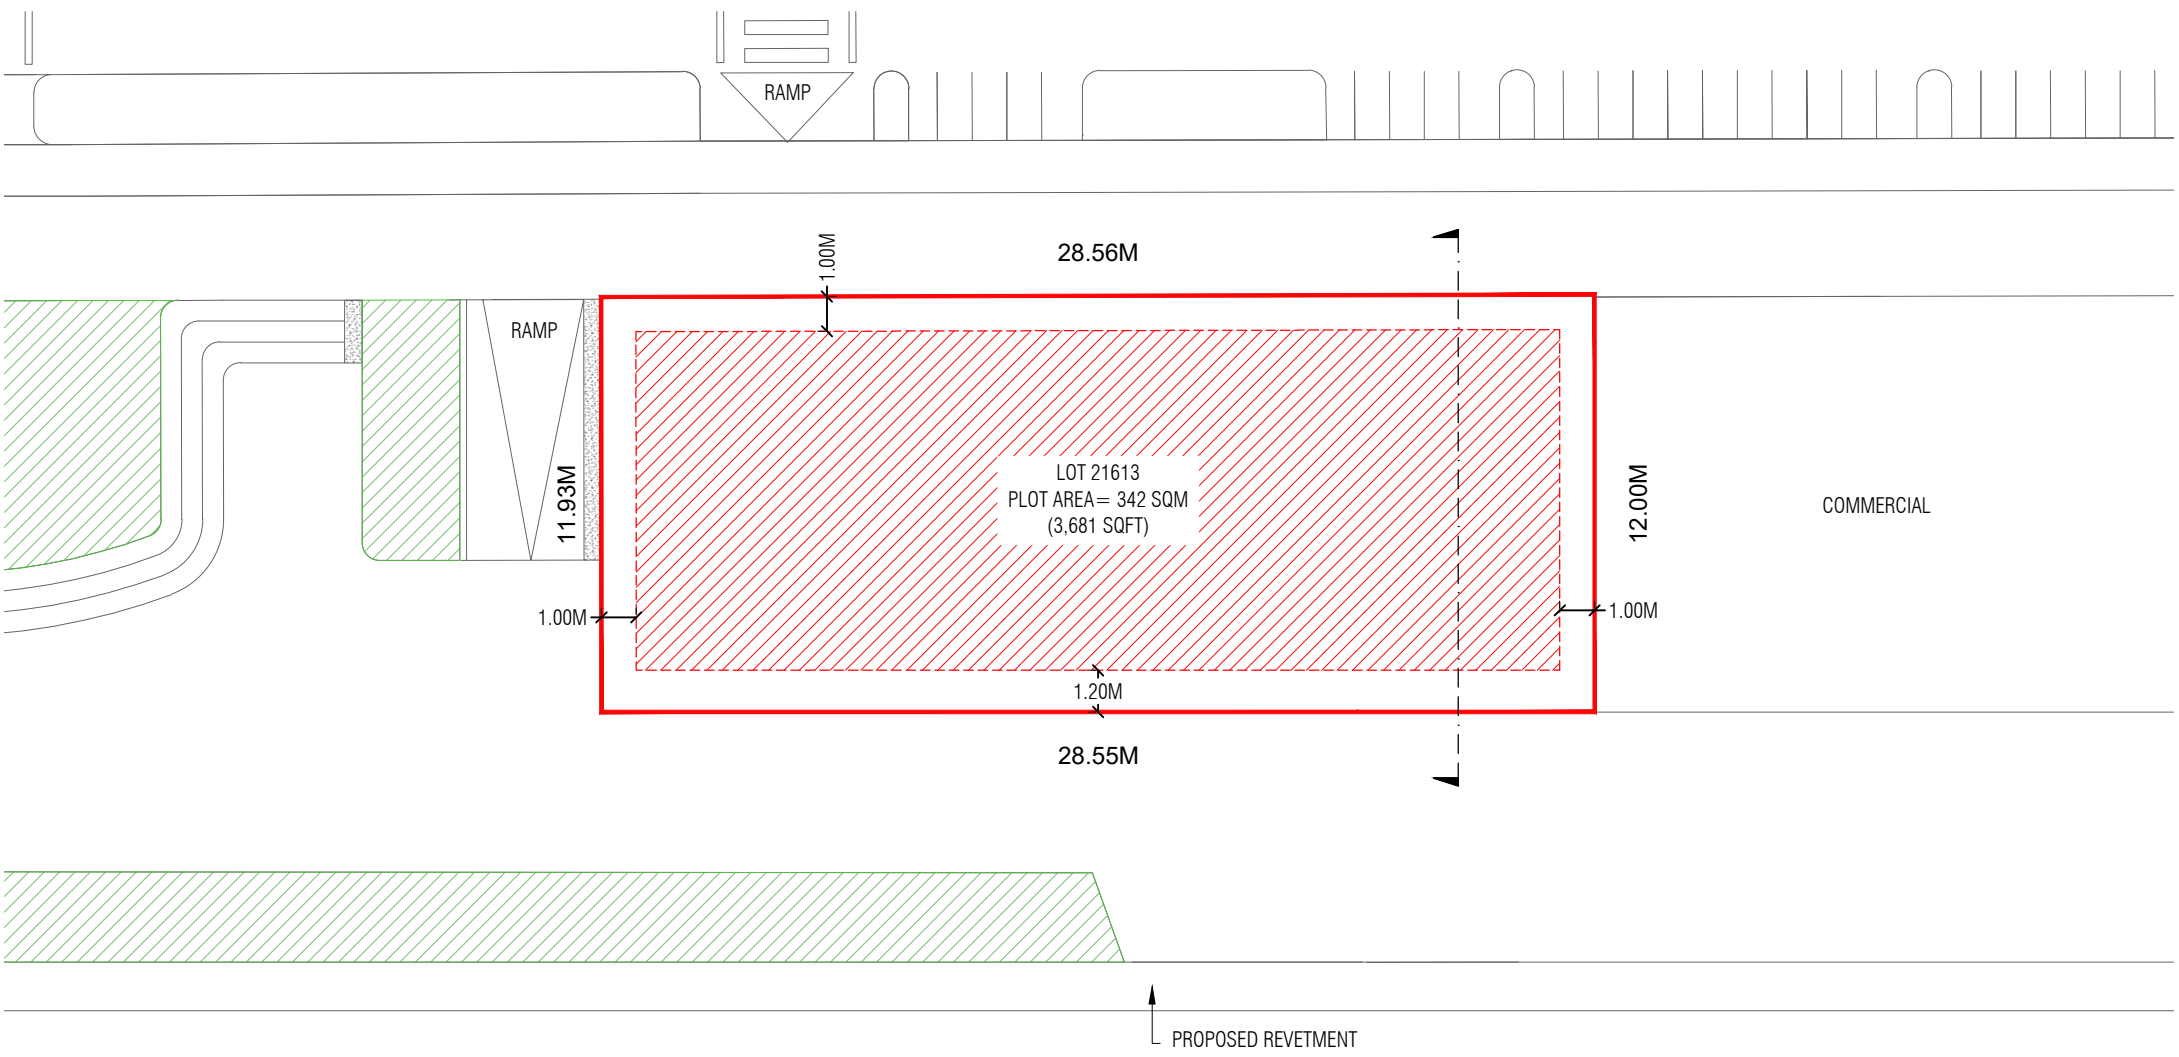 RAMP
28.56M
1.00M
RAMP
11.93M
LOT 21613
PLOT AREA= 342 SQM
(3,681 SQFT)
12.00M
COMMERCIAL
1.00M
1.00M
1.20M
28.55M
PROPOSED REVETMENT